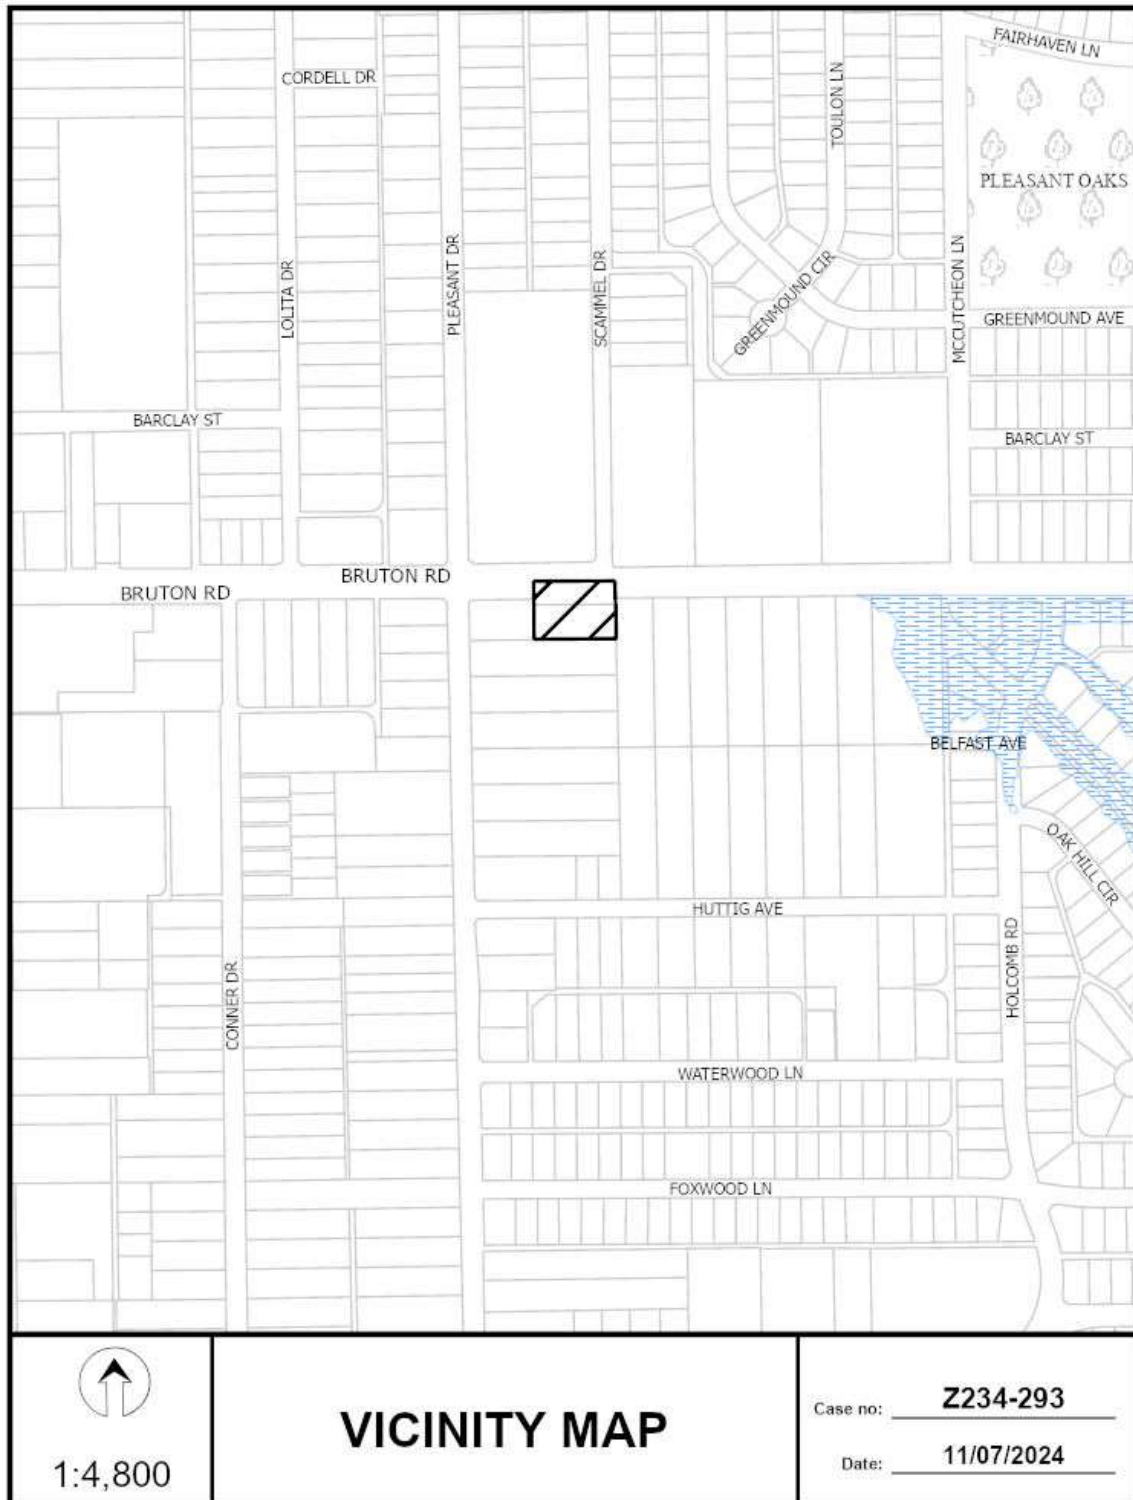 FAIRHAVEN LN
CORDELL DR
TOULON LN
PLEASANT OAKS
PLEASANT DR
SCAMMEL DR
MCCUTCHEON LN
LOLITA DR
GREENMOUND CIR
GREENMOUND AVE
BARCLAY ST
BARCLAY ST
BRUTON RD
BRUTON RD
BELFAST AVE
OAK HILL CIR
HUTTIG AVE
HOLCOMB RD
CONNER DR
WATERWOOD LN
FOXWOOD LN
1:4,800
VICINITY MAP
Case no: Z234-293
Date: 11/07/2024